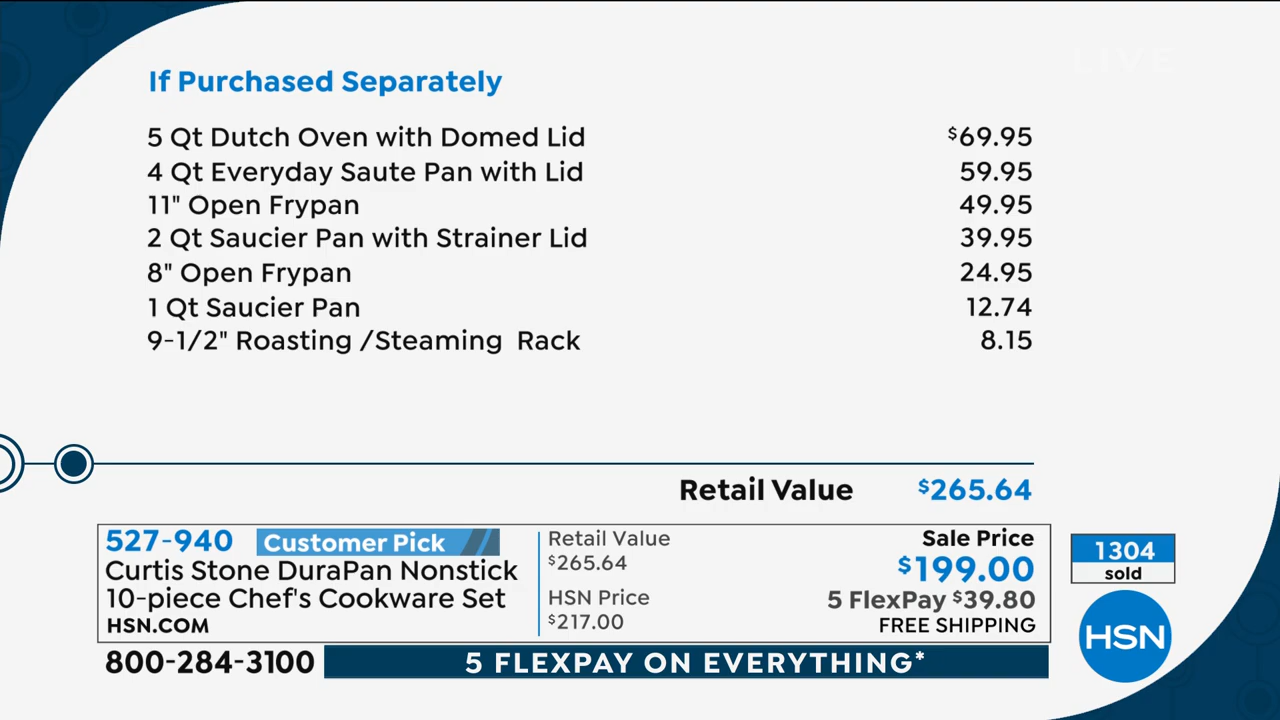 LIVE
If Purchased Separately
5 Qt Dutch Oven with Domed Lid $69.95
4 Qt Everyday Saute Pan with Lid 59.95
11" Open Frypan 49.95
2 Qt Saucier Pan with Strainer Lid 39.95
8" Open Frypan 24.95
1 Qt Saucier Pan 12.74
9-1/2" Roasting /Steaming Rack 8.15
Retail Value $265.64
527-940 Customer Pick
Curtis Stone DuraPan Nonstick
10-piece Chef's Cookware Set
HSN.COM
Retail Value
$265.64
HSN Price
$217.00
Sale Price
$199.00
5 FlexPay $39.80
FREE SHIPPING
1304
sold
HSN
800-284-3100 5 FLEXPAY ON EVERYTHING*